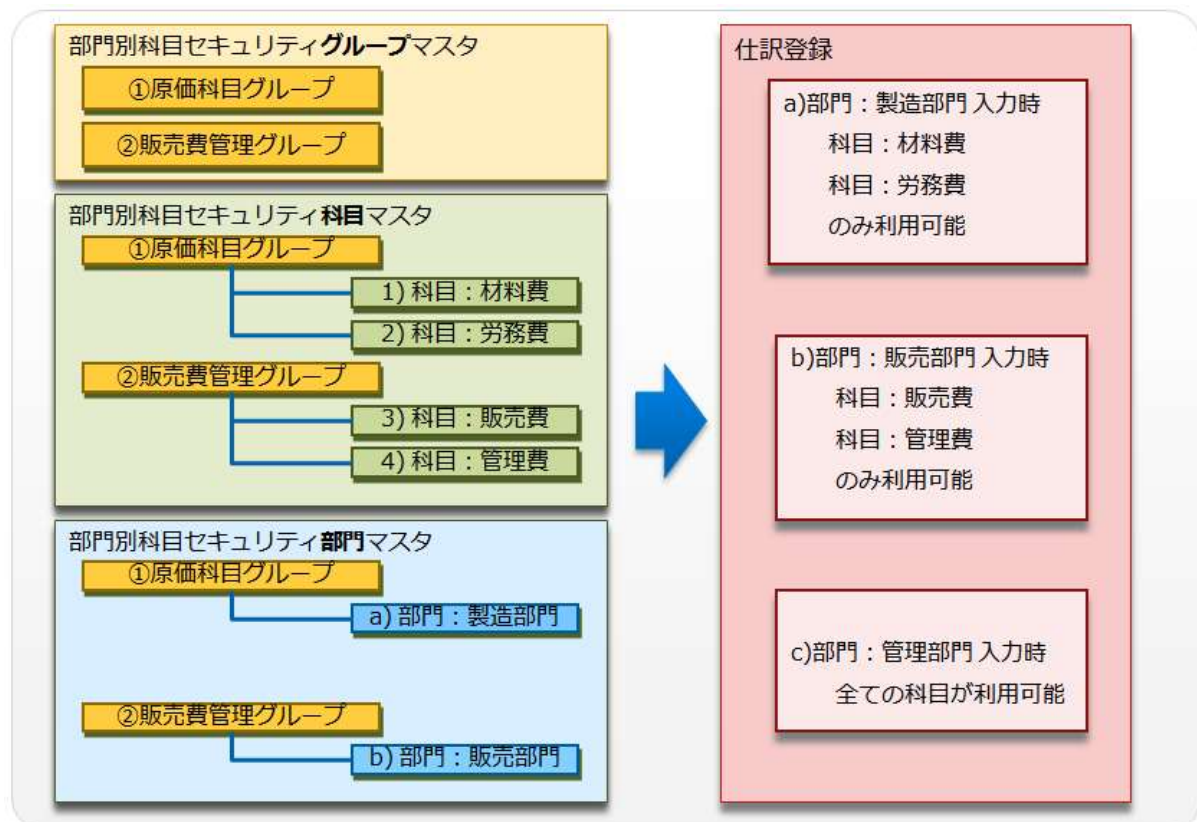 部門別科目セキュリティグループマスタ
①原価科目グループ
②販売費管理グループ
部門別科目セキュリティ科目マスタ
①原価科目グループ
1) 科目：材料費
2) 科目：労務費
②販売費管理グループ
3) 科目：販売費
4) 科目：管理費
部門別科目セキュリティ部門マスタ
①原価科目グループ
a) 部門：製造部門
②販売費管理グループ
b) 部門：販売部門
仕訳登録
a)部門：製造部門 入力時
科目：材料費
科目：労務費
のみ利用可能
b)部門：販売部門 入力時
科目：販売費
科目：管理費
のみ利用可能
c)部門：管理部門 入力時
全ての科目が利用可能